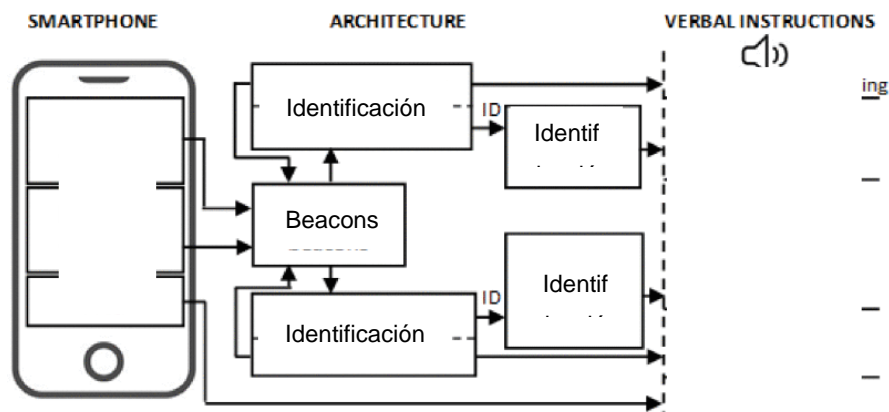 SMARTPHONE
ARCHITECTURE
VERBAL INSTRUCTIONS
Identificación
ID
Identif
ing
Beacons
Identif
ID
Identificación